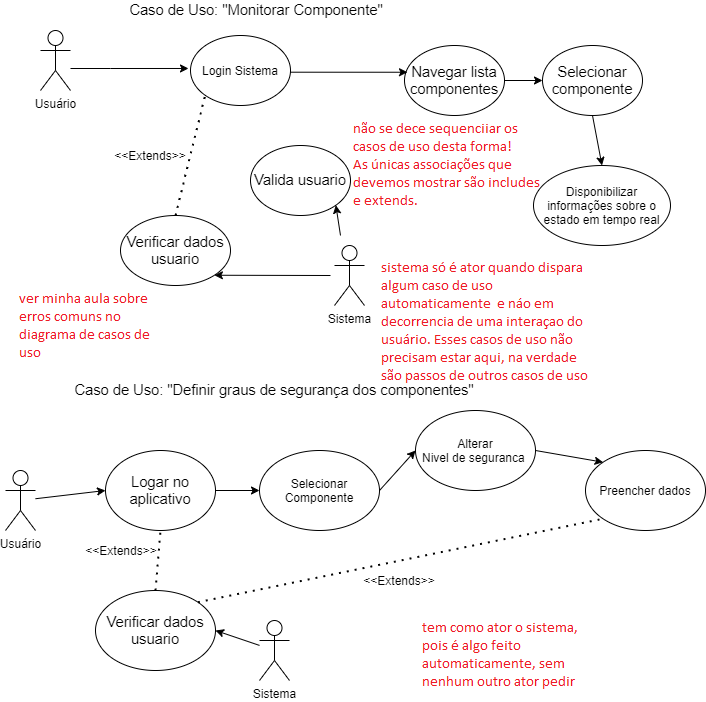 Caso de Uso: "Monitorar Componente"
Usuário
Login Sistema
Navegar lista
componentes
Selecionar
componente
<<Extends>>
não se dece sequenciiar os
casos de uso desta forma!
As únicas associações que
devemos mostrar são includes
e extends.
Valida usuario
Disponibilizar
informações sobre o
estado em tempo real
Verificar dados
usuario
Sistema
sistema só é ator quando dispara
algum caso de uso
automaticamente e náo em
decorrencia de uma interaçao do
usuário. Esses casos de uso não
precisam estar aqui, na verdade
são passos de outros casos de uso
ver minha aula sobre
erros comuns no
diagrama de casos de
uso
Caso de Uso: "Definir graus de segurança dos componentes"
Usuário
Logar no
aplicativo
Selecionar
Componente
Alterar
Nivel de seguranca
Preencher dados
<<Extends>>
<<Extends>>
Verificar dados
usuario
Sistema
tem como ator o sistema,
pois é algo feito
automaticamente, sem
nenhum outro ator pedir